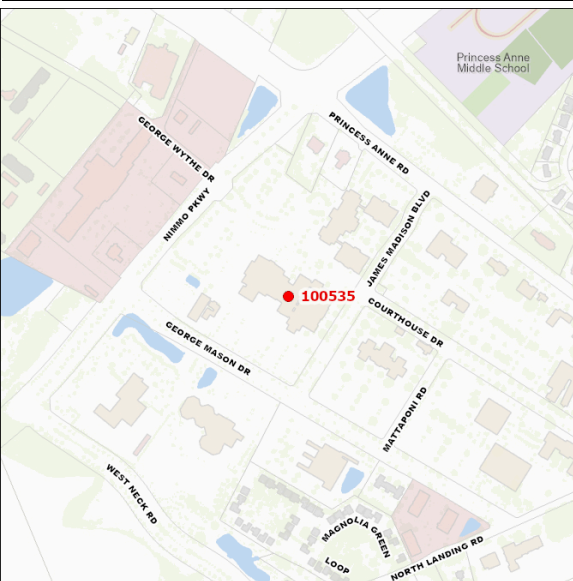 Princess Anne
Middle School
PRINCESS ANNE RD
GEORGE WYTHE DR
NIMMO PKWY
JAMES MADISON BLVD
100535
COURTHOUSE DR
GEORGE MASON DR
MATTAPONI RD
WEST NECK RD
MAGNOLIA GREEN
LOOP
NORTH LANDING RD